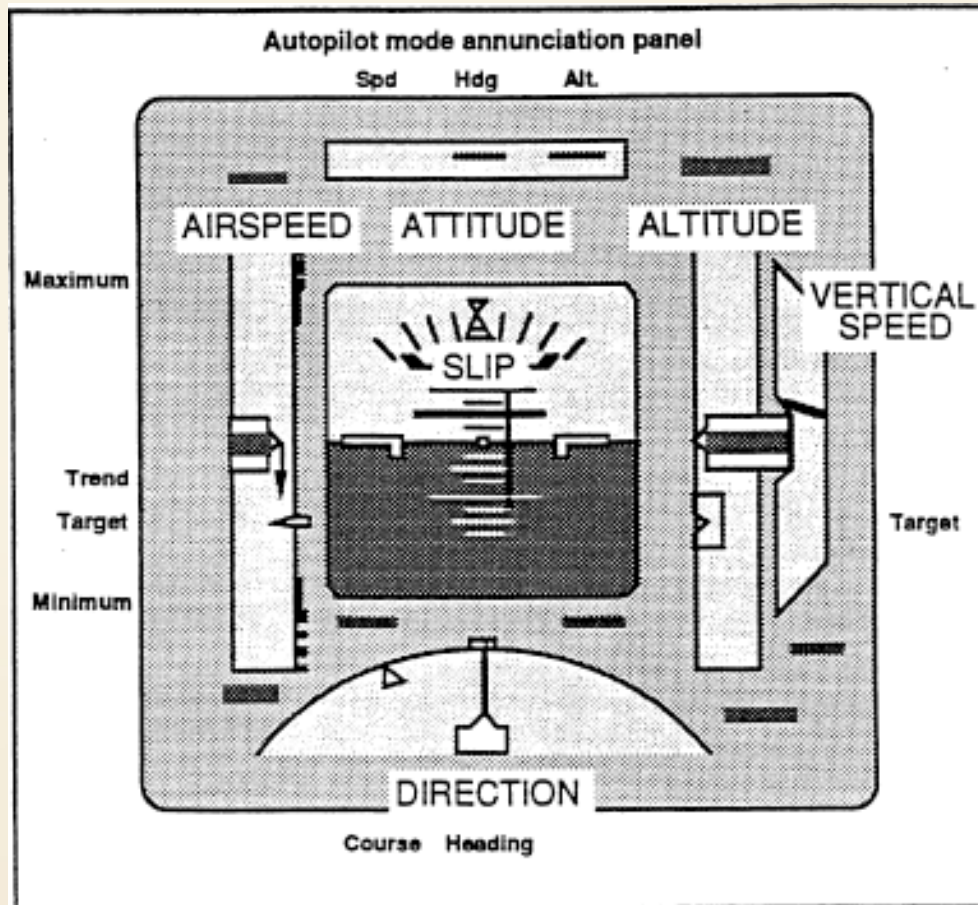 Autopilot mode annunciation panel
Spd Hdg Alt.
AIRSPEED ATTITUDE ALTITUDE
Maximum
VERTICAL
SPEED
SLIP
Trend
Target Target
Minimum
DIRECTION
Course Heading